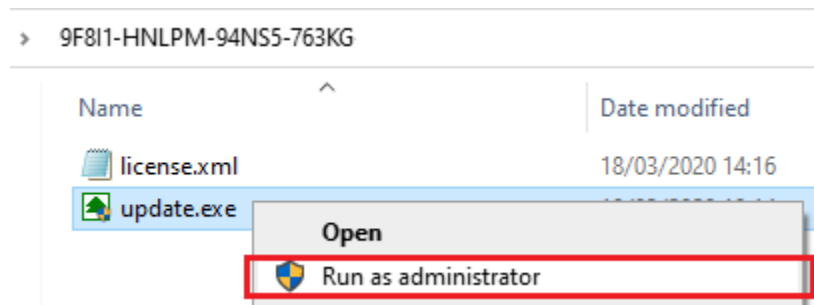 9F8I1-HNLPM-94NS5-763KG
Name Date modified
license.xml 18/03/2020 14:16
update.exe
Open
Run as administrator